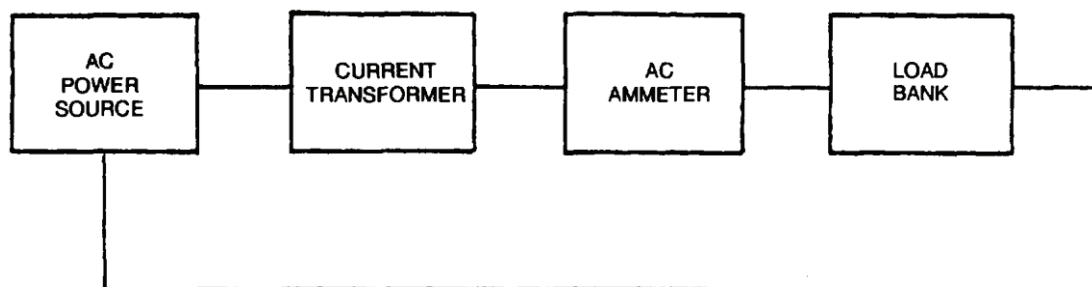 AC
POWER
SOURCE
CURRENT
TRANSFORMER
AC
AMMETER
LOAD
BANK